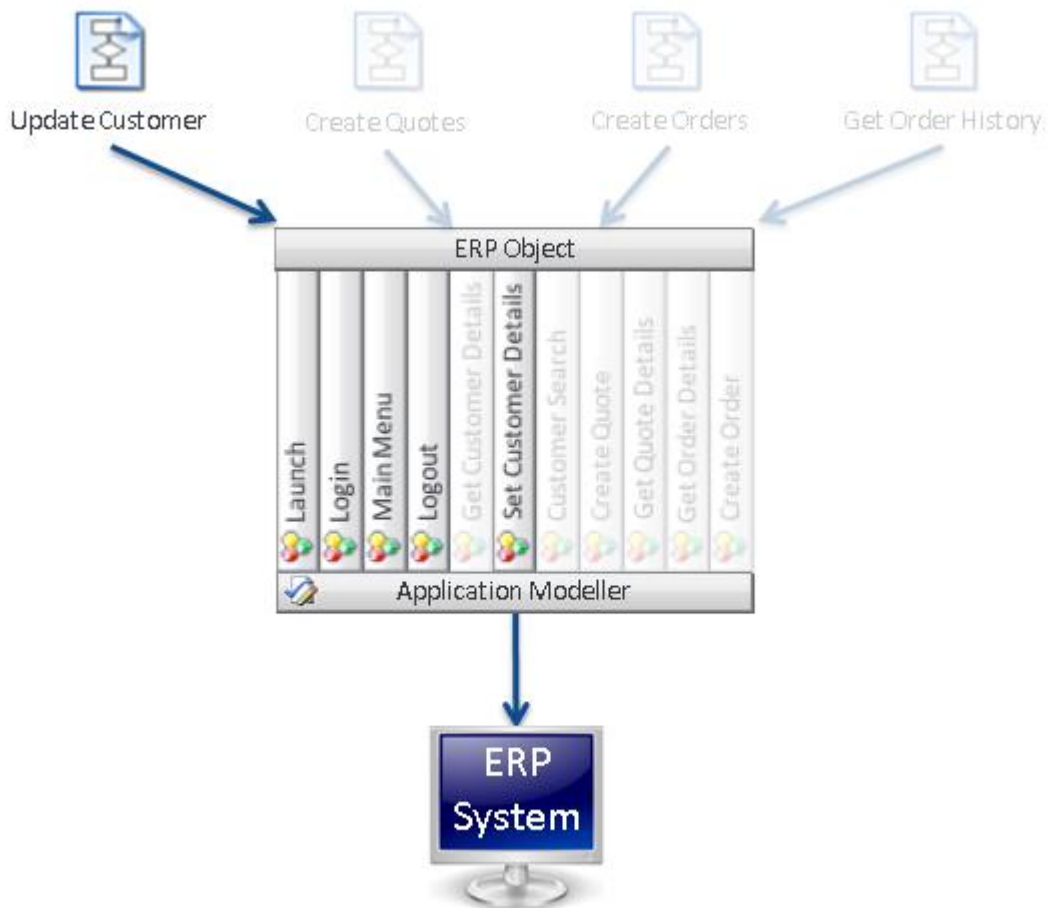 Update Customer
Create Quotes
Create Orders
Get Order History
ERP Object
Launch
Login
Main Menu
Logout
Get Customer Details
Set Customer Details
Customer Search
Create Quote
Get Quote Details
Get Order Details
Create Order
Application Modeller
ERP
System